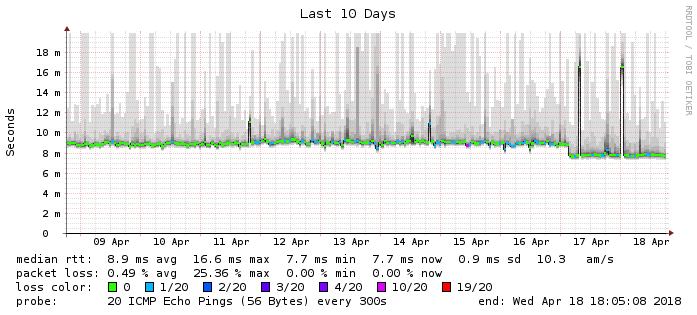 Last 10 Days
RRDTOOL / TOBI OETIKER
Seconds
18 m
16 m
14 m
12 m
10 m
8 m
6 m
4 m
2 m
0
09 Apr 10 Apr 11 Apr 12 Apr 13 Apr 14 Apr 15 Apr 16 Apr 17 Apr 18 Apr
median rtt: 8.9 ms avg 16.6 ms max 7.7 ms min 7.7 ms now 0.9 ms sd 10.3 am/s
packet loss: 0.49 % avg 25.36 % max 0.00 % min 0.00 % now
loss color: 0 1/20 2/20 3/20 4/20 10/20 19/20
probe: 20 ICMP Echo Pings (56 Bytes) every 300s end: Wed Apr 18 18:05:08 2018